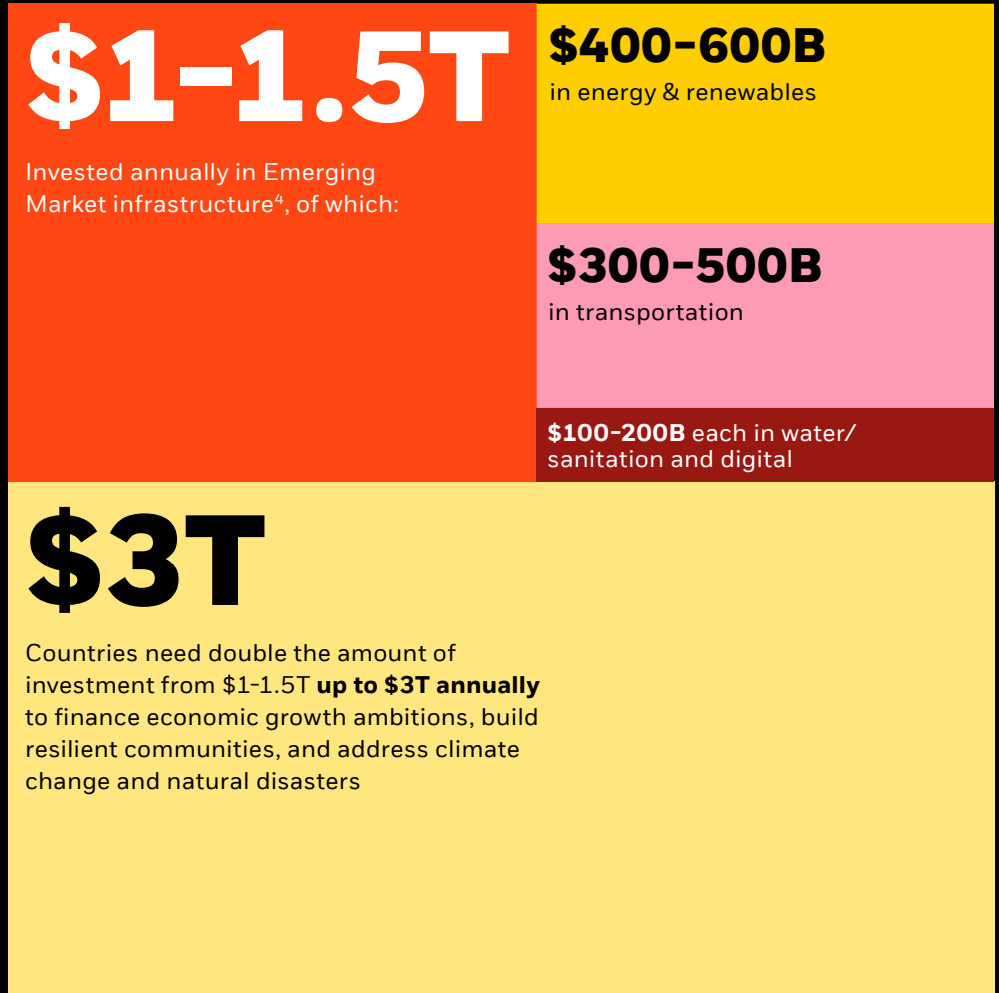 $1-1.5T
Invested annually in Emerging
Market infrastructure⁴, of which:
$400-600B
in energy & renewables
$300-500B
in transportation
$100-200B each in water/
sanitation and digital
$3T
Countries need double the amount of
investment from $1-1.5T up to $3T annually
to finance economic growth ambitions, build
resilient communities, and address climate
change and natural disasters